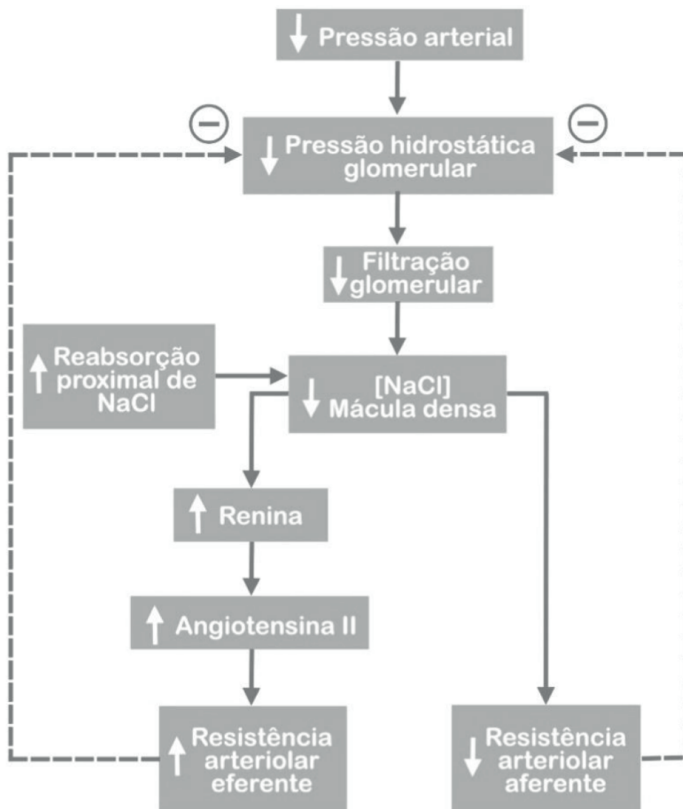 ↓ Pressão arterial
−
−
↓ Pressão hidrostática
glomerular
↓ Filtração
glomerular
↑ Reabsorção
proximal de
NaCl
↓ [NaCl]
Mácula densa
↑ Renina
↑ Angiotensina II
↑ Resistência
arteriolar
eferente
↓ Resistência
arteriolar
aferente